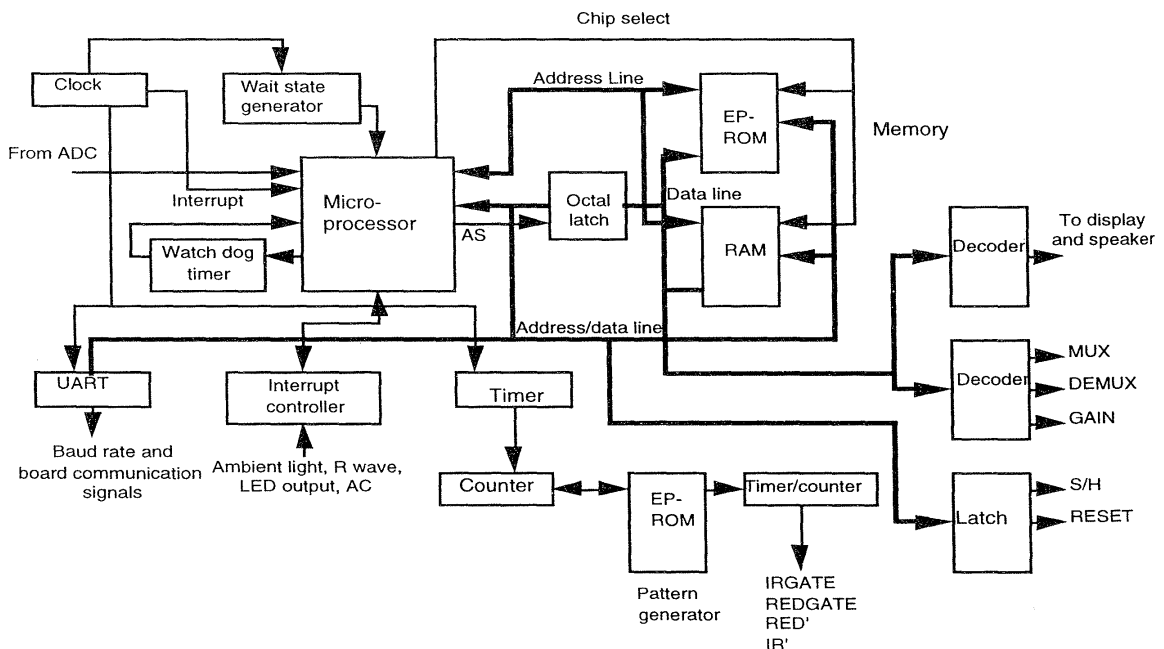 Chip select
Clock
Wait state
generator
Address Line
EP-
ROM
Memory
From ADC
Interrupt
Micro-
processor
Octal
latch
Data line
AS
RAM
Watch dog
timer
Decoder
To display
and speaker
Address/data line
UART
Interrupt
controller
Timer
Decoder
MUX
DEMUX
GAIN
Baud rate and
board communication
signals
Ambient light, R wave,
LED output, AC
Counter
EP-
ROM
Timer/counter
Latch
S/H
RESET
Pattern
generator
IRGATE
REDGATE
RED'
IR'